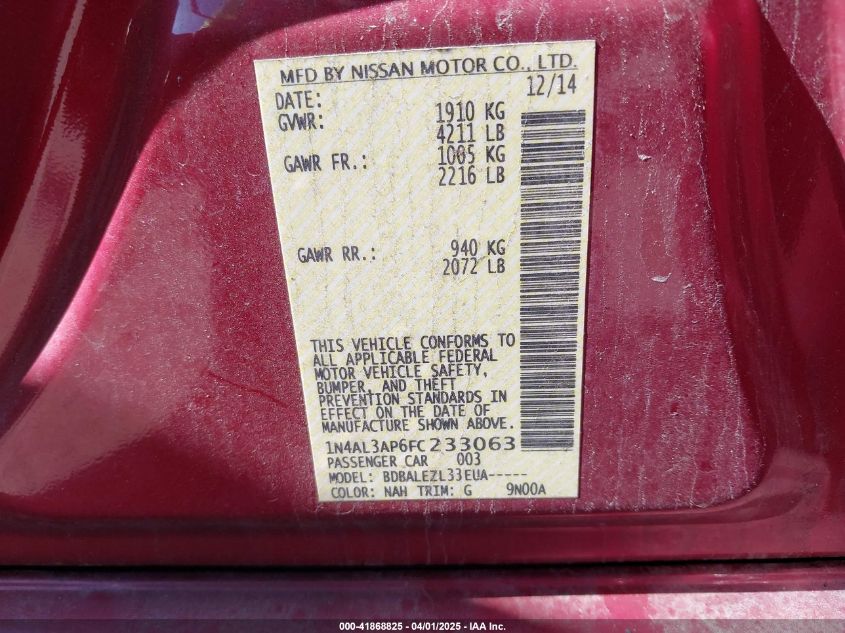 MFD BY NISSAN MOTOR CO., LTD.
DATE: 12/14
GVWR: 1910 KG
4211 LB
GAWR FR.: 1005 KG
2216 LB
GAWR RR.: 940 KG
2072 LB
THIS VEHICLE CONFORMS TO
ALL APPLICABLE FEDERAL
MOTOR VEHICLE SAFETY,
BUMPER, AND THEFT
PREVENTION STANDARDS IN
EFFECT ON THE DATE OF
MANUFACTURE SHOWN ABOVE.
1N4AL3AP6FC233063
PASSENGER CAR 003
MODEL: BDBALEZL33EUA-----
COLOR: NAH TRIM: G 9N00A
000-41868825 - 04/01/2025 - IAA Inc.